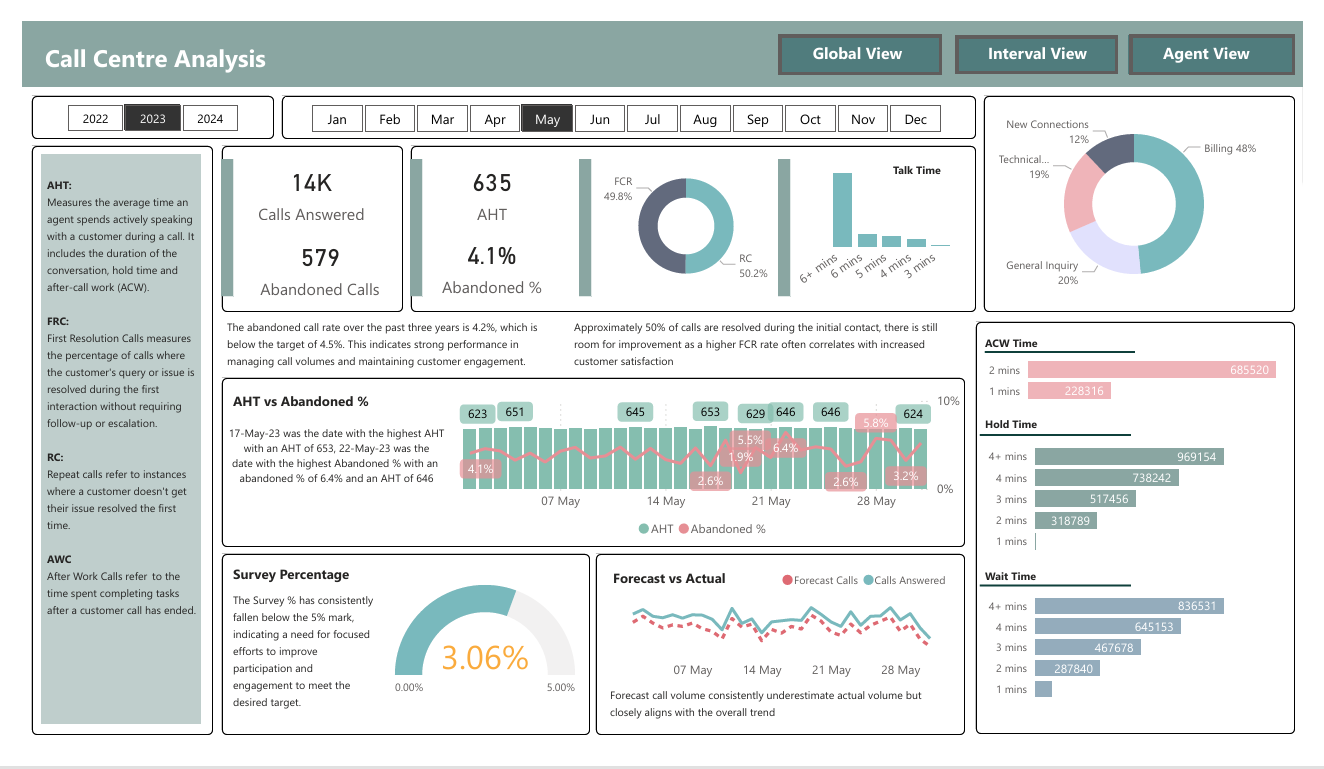 Call Centre Analysis
Global View
Interval View
Agent View
2022
2023
2024
Jan
Feb
Mar
Apr
May
Jun
Jul
Aug
Sep
Oct
Nov
Dec
AHT:
Measures the average time an
agent spends actively speaking
with a customer during a call. It
includes the duration of the
conversation, hold time and
after-call work (ACW).
FRC:
First Resolution Calls measures
the percentage of calls where
the customer's query or issue is
resolved during the first
interaction without requiring
follow-up or escalation.
RC:
Repeat calls refer to instances
where a customer doesn't get
their issue resolved the first
time.
AWC
After Work Calls refer to the
time spent completing tasks
after a customer call has ended.
14K
Calls Answered
579
Abandoned Calls
635
AHT
4.1%
Abandoned %
FCR
49.8%
RC
50.2%
Talk Time
6+ mins
6 mins
5 mins
4 mins
3 mins
New Connections
12%
Technical...
19%
General Inquiry
20%
Billing 48%
The abandoned call rate over the past three years is 4.2%, which is
below the target of 4.5%. This indicates strong performance in
managing call volumes and maintaining customer engagement.
Approximately 50% of calls are resolved during the initial contact, there is still
room for improvement as a higher FCR rate often correlates with increased
customer satisfaction
AHT vs Abandoned %
17-May-23 was the date with the highest AHT
with an AHT of 653, 22-May-23 was the
date with the highest Abandoned % with an
abandoned % of 6.4% and an AHT of 646
623
651
645
653
629
646
646
624
10%
0%
4.1%
2.6%
5.5%
1.9%
6.4%
2.6%
5.8%
3.2%
07 May
14 May
21 May
28 May
AHT
Abandoned %
Survey Percentage
The Survey % has consistently
fallen below the 5% mark,
indicating a need for focused
efforts to improve
participation and
engagement to meet the
desired target.
3.06%
0.00%
5.00%
Forecast vs Actual
Forecast Calls
Calls Answered
07 May
14 May
21 May
28 May
Forecast call volume consistently underestimate actual volume but
closely aligns with the overall trend
ACW Time
2 mins
685520
1 mins
228316
Hold Time
4+ mins
969154
4 mins
738242
3 mins
517456
2 mins
318789
1 mins
Wait Time
4+ mins
836531
4 mins
645153
3 mins
467678
2 mins
287840
1 mins